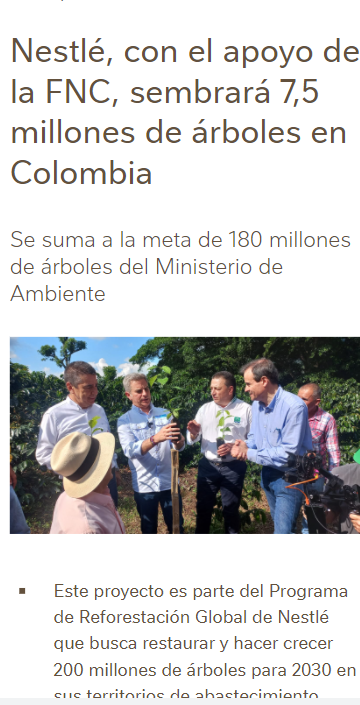 Nestlé, con el apoyo de
la FNC, sembrará 7,5
millones de árboles en
Colombia
Se suma a la meta de 180 millones
de árboles del Ministerio de
Ambiente
▪ Este proyecto es parte del Programa
de Reforestación Global de Nestlé
que busca restaurar y hacer crecer
200 millones de árboles para 2030 en
sus territorios de abastecimiento